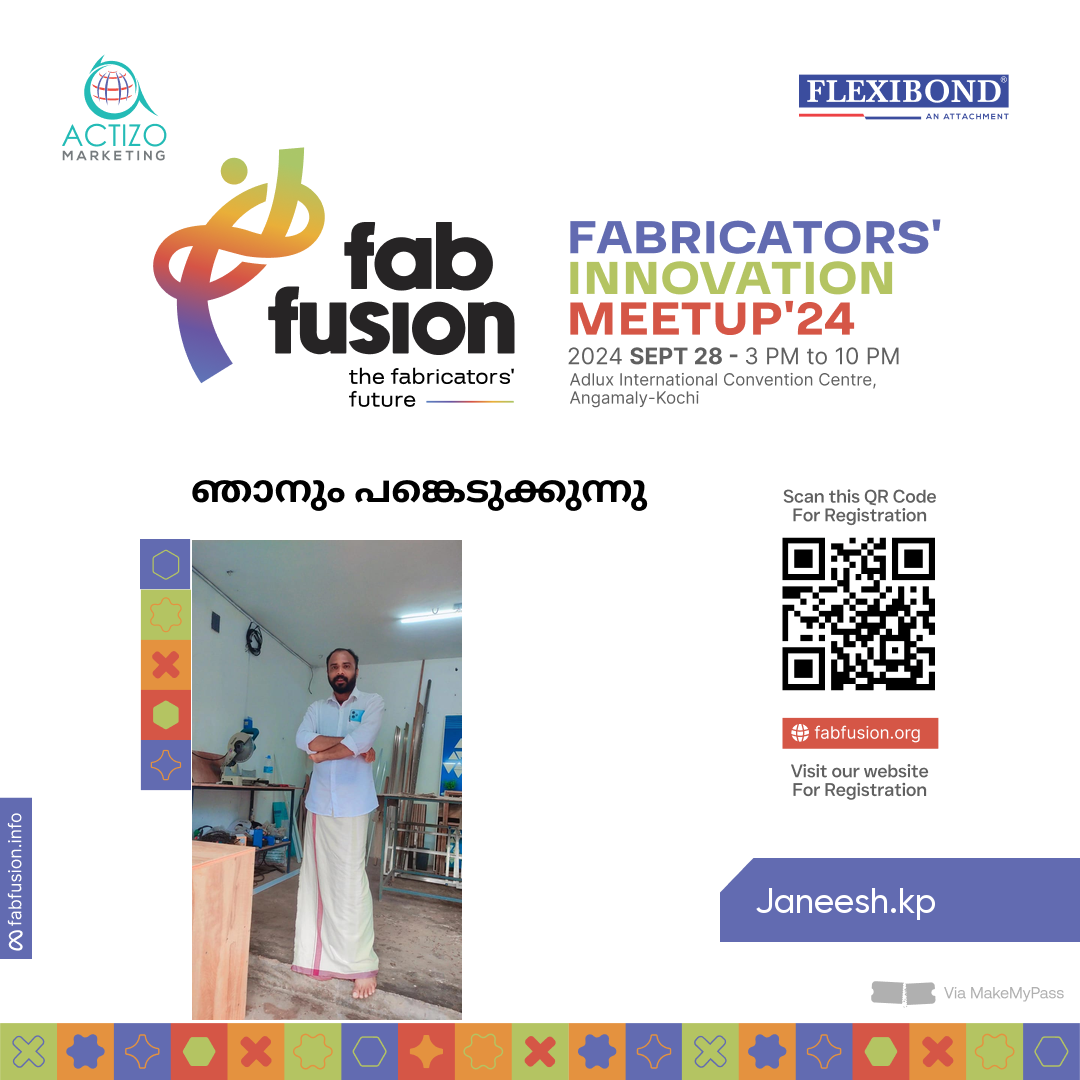 ACTIZO
MARKETING
FLEXIBOND®
AN ATTACHMENT
fab
fusion
the fabricators'
future
FABRICATORS'
INNOVATION
MEETUP'24
2024 SEPT 28 - 3 PM to 10 PM
Adlux International Convention Centre,
Angamaly-Kochi
ഞാനും പങ്കെടുക്കുന്നു
Scan this QR Code
For Registration
fabfusion.org
Visit our website
For Registration
fabfusion.info
Janeesh.kp
Via MakeMyPass